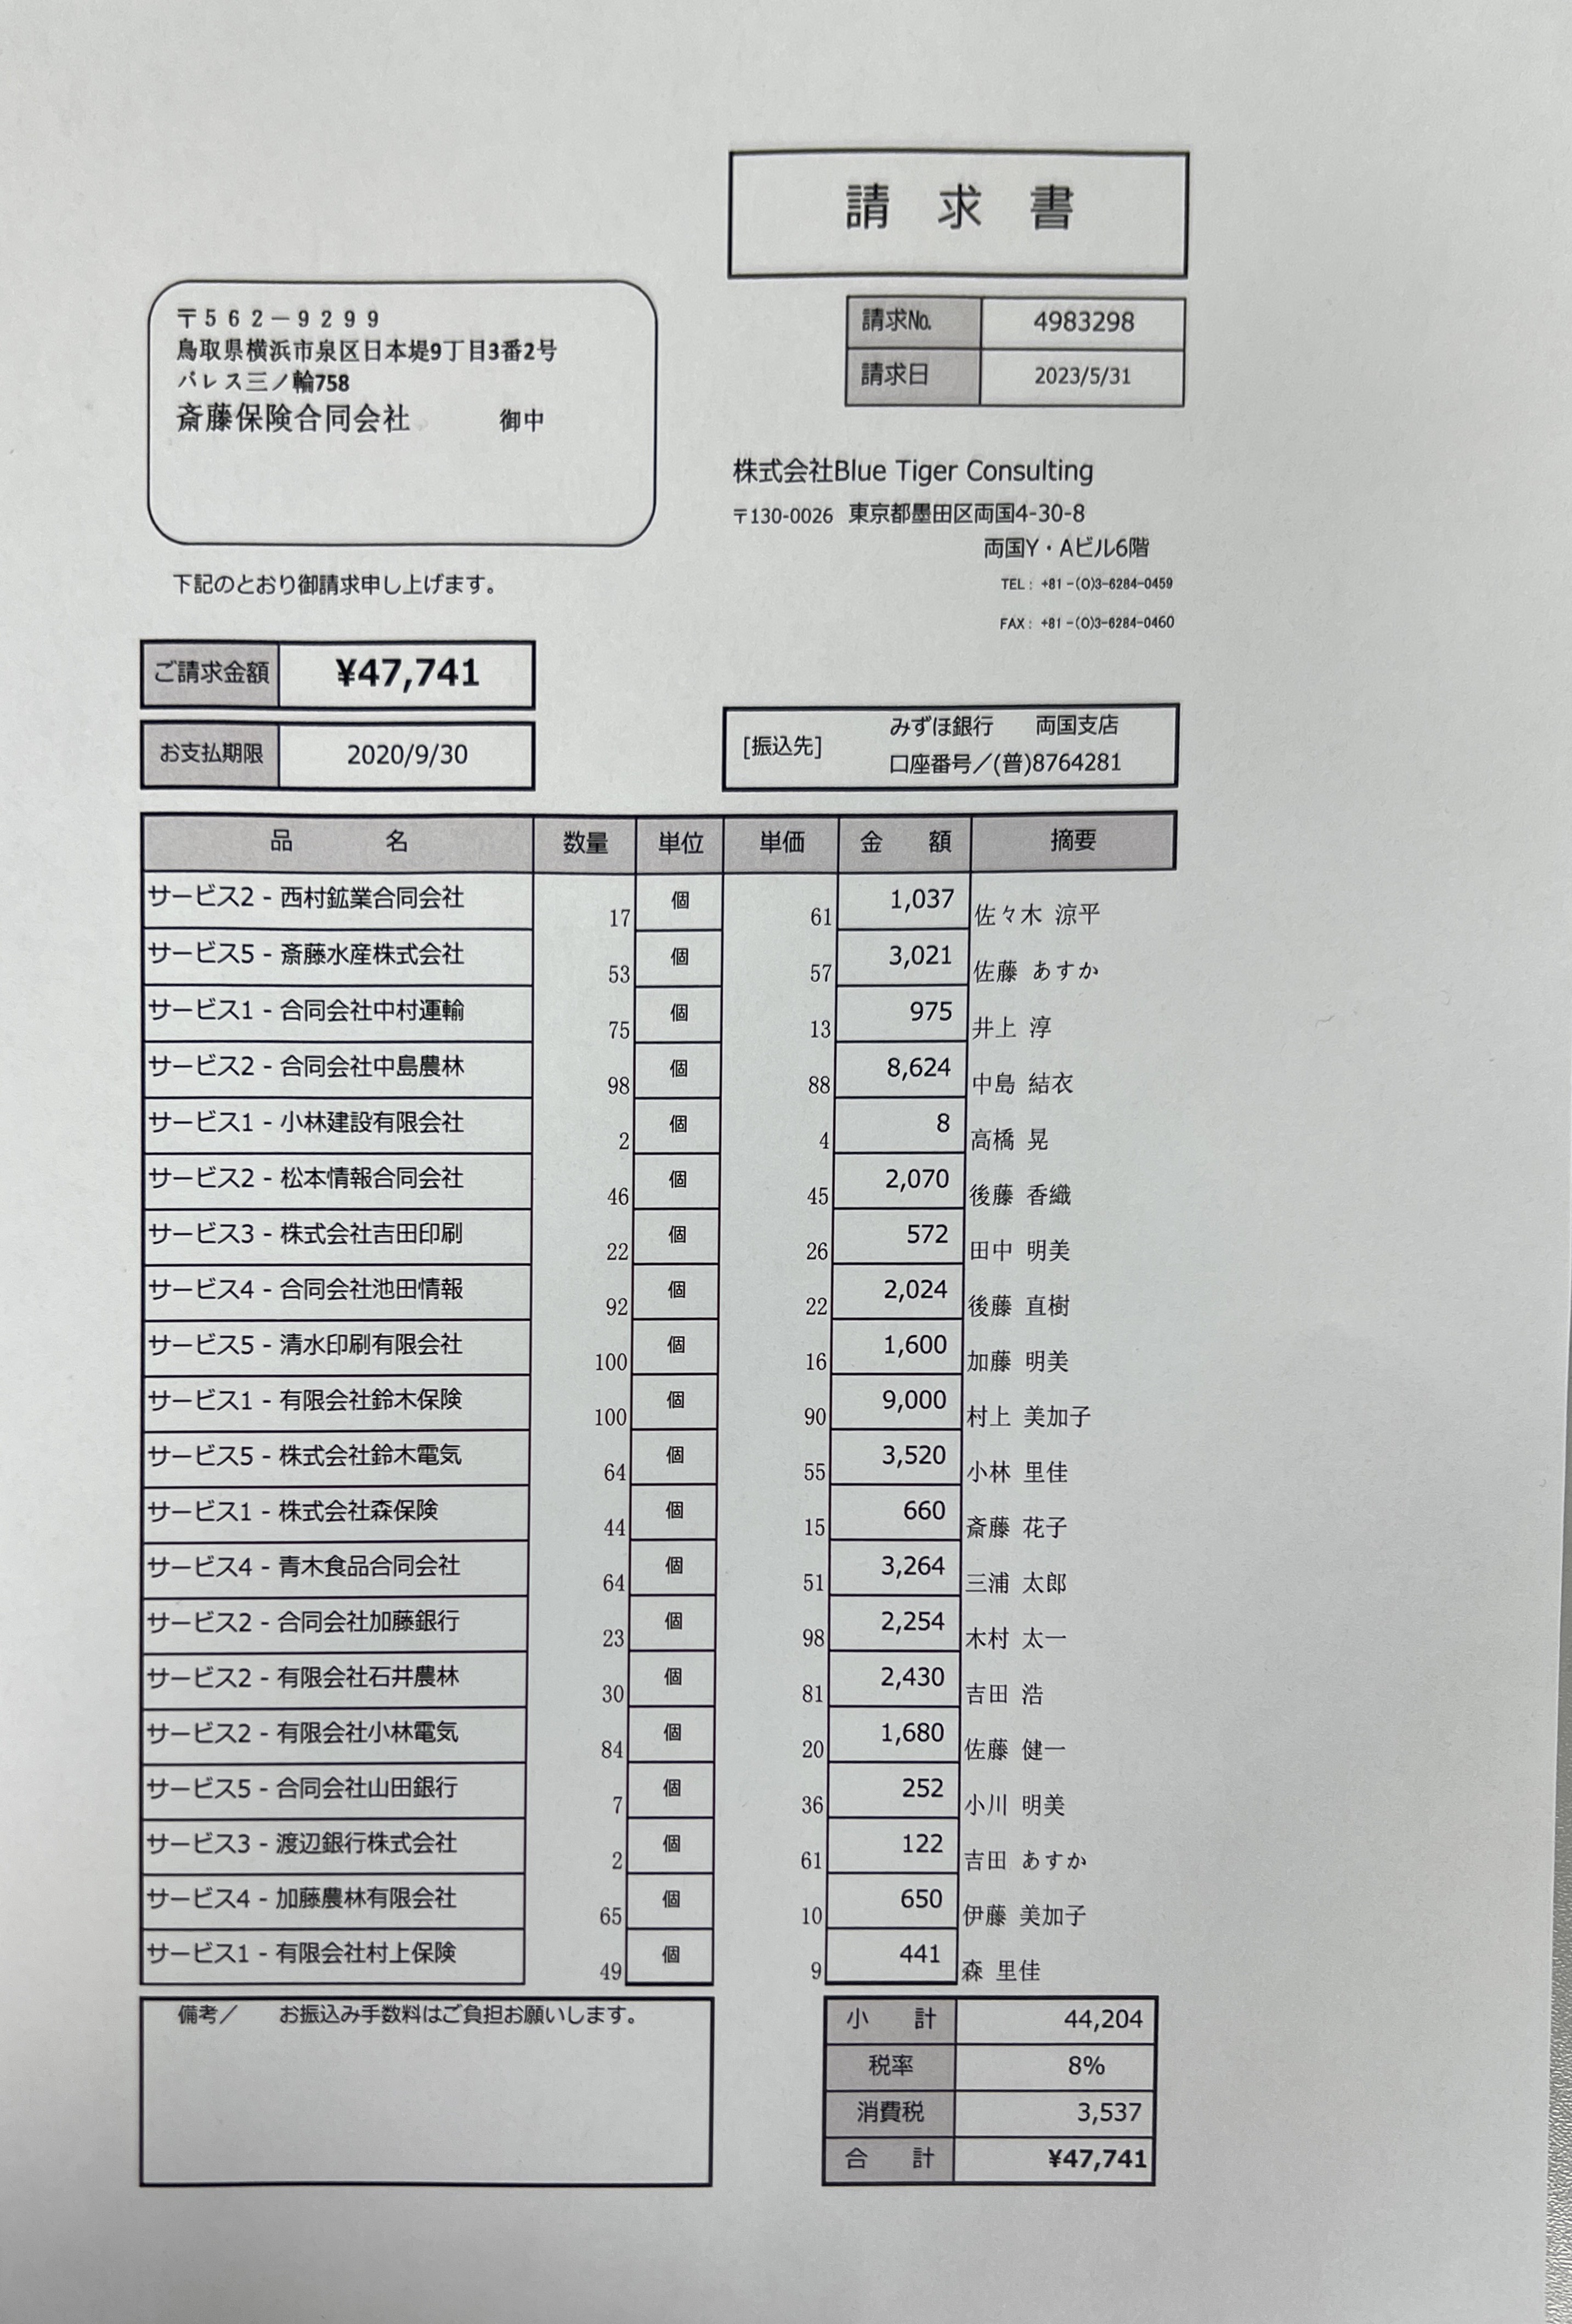 請求書
〒562－9299
鳥取県横浜市泉区日本堤9丁目3番2号
パレス三ノ輪758
斎藤保険合同会社 御中
請求No. 4983298
請求日 2023/5/31
株式会社Blue Tiger Consulting
〒130-0026 東京都墨田区両国4-30-8
両国Y・Aビル6階
TEL： +81－(0)3-6284-0459
FAX： +81－(0)3-6284-0460
下記のとおり御請求申し上げます。
ご請求金額 ¥47,741
お支払期限 2020/9/30
[振込先] みずほ銀行 両国支店
口座番号／(普)8764281
品名 数量 単位 単価 金額 摘要
サービス2 - 西村鉱業合同会社 17 個 61 1,037 佐々木 涼平
サービス5 - 斎藤水産株式会社 53 個 57 3,021 佐藤 あすか
サービス1 - 合同会社中村運輸 75 個 13 975 井上 淳
サービス2 - 合同会社中島農林 98 個 88 8,624 中島 結衣
サービス1 - 小林建設有限会社 2 個 4 8 高橋 晃
サービス2 - 松本情報合同会社 46 個 45 2,070 後藤 香織
サービス3 - 株式会社吉田印刷 22 個 26 572 田中 明美
サービス4 - 合同会社池田情報 92 個 22 2,024 後藤 直樹
サービス5 - 清水印刷有限会社 100 個 16 1,600 加藤 明美
サービス1 - 有限会社鈴木保険 100 個 90 9,000 村上 美加子
サービス5 - 株式会社鈴木電気 64 個 55 3,520 小林 里佳
サービス1 - 株式会社森保険 44 個 15 660 斎藤 花子
サービス4 - 青木食品合同会社 64 個 51 3,264 三浦 太郎
サービス2 - 合同会社加藤銀行 23 個 98 2,254 木村 太一
サービス2 - 有限会社石井農林 30 個 81 2,430 吉田 浩
サービス2 - 有限会社小林電気 84 個 20 1,680 佐藤 健一
サービス5 - 合同会社山田銀行 7 個 36 252 小川 明美
サービス3 - 渡辺銀行株式会社 2 個 61 122 吉田 あすか
サービス4 - 加藤農林有限会社 65 個 10 650 伊藤 美加子
サービス1 - 有限会社村上保険 49 個 9 441 森 里佳
備考／ お振込み手数料はご負担お願いします。
小計 44,204
税率 8%
消費税 3,537
合計 ¥47,741